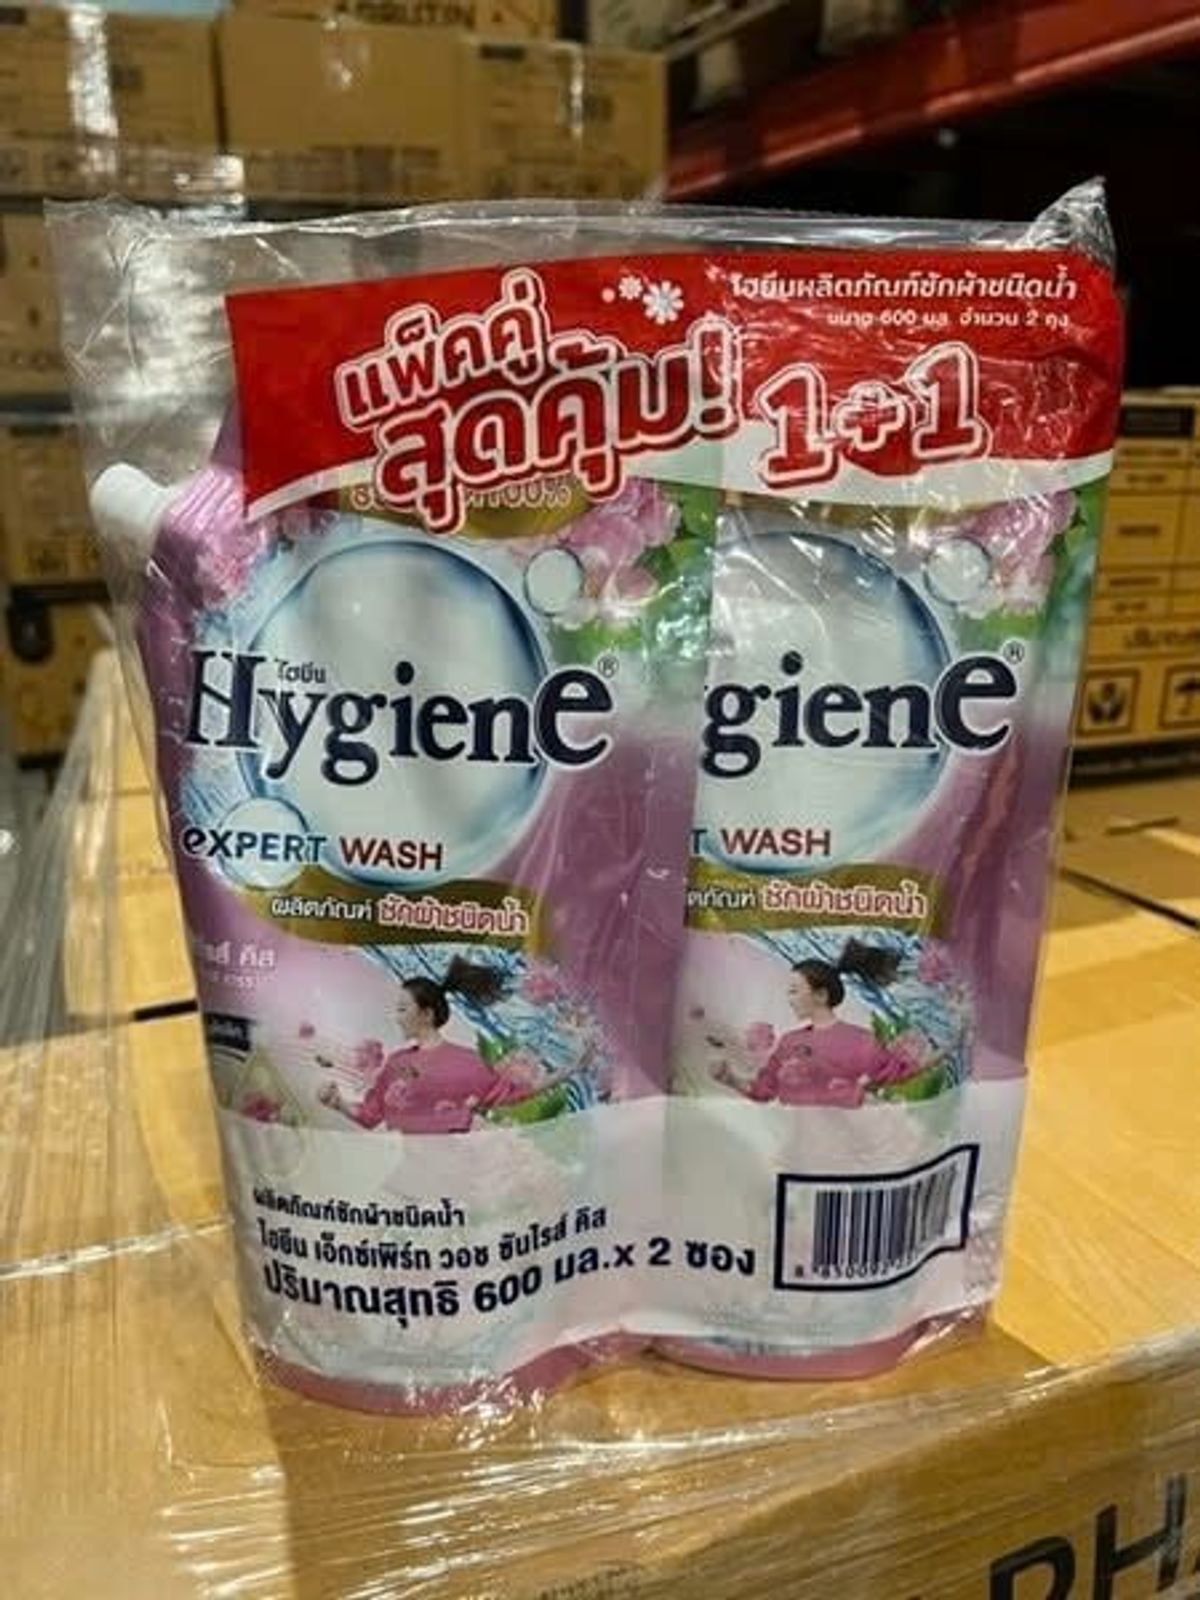 แพ็คคู่
สุดคุ้ม!
1+1
ไฮยีนผลิตภัณฑ์ซักผ้าชนิดน้ำ
ขนาด 600 มล. จำนวน 2 ถุง
100%
ไฮยีน
Hygiene®
EXPERT WASH
ผลิตภัณฑ์ ซักผ้าชนิดน้ำ
คิส
giene®
T WASH
ซักผ้าชนิดน้ำ
ผลิตภัณฑ์ซักผ้าชนิดน้ำ
ไฮยีน เอ็กซ์เพิร์ท วอช ซันไรส์ คิส
ปริมาณสุทธิ 600 มล.x 2 ซอง